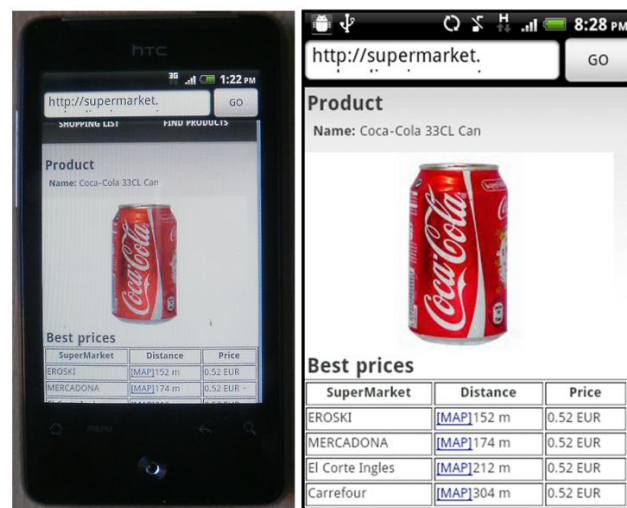 hTC
3G 1:22 PM
http://supermarket.
GO
SHOPPING LIST FIND PRODUCTS
Product
Name: Coca-Cola 33CL Can
Coca-Cola
Best prices
SuperMarket Distance Price
EROSKI [MAP]152 m 0.52 EUR
MERCADONA [MAP]174 m 0.52 EUR -
menu
H 8:28 PM
http://supermarket.
GO
Product
Name: Coca-Cola 33CL Can
Coca-Cola
Best prices
SuperMarket Distance Price
EROSKI [MAP]152 m 0.52 EUR
MERCADONA [MAP]174 m 0.52 EUR
El Corte Ingles [MAP]212 m 0.52 EUR
Carrefour [MAP]304 m 0.52 EUR